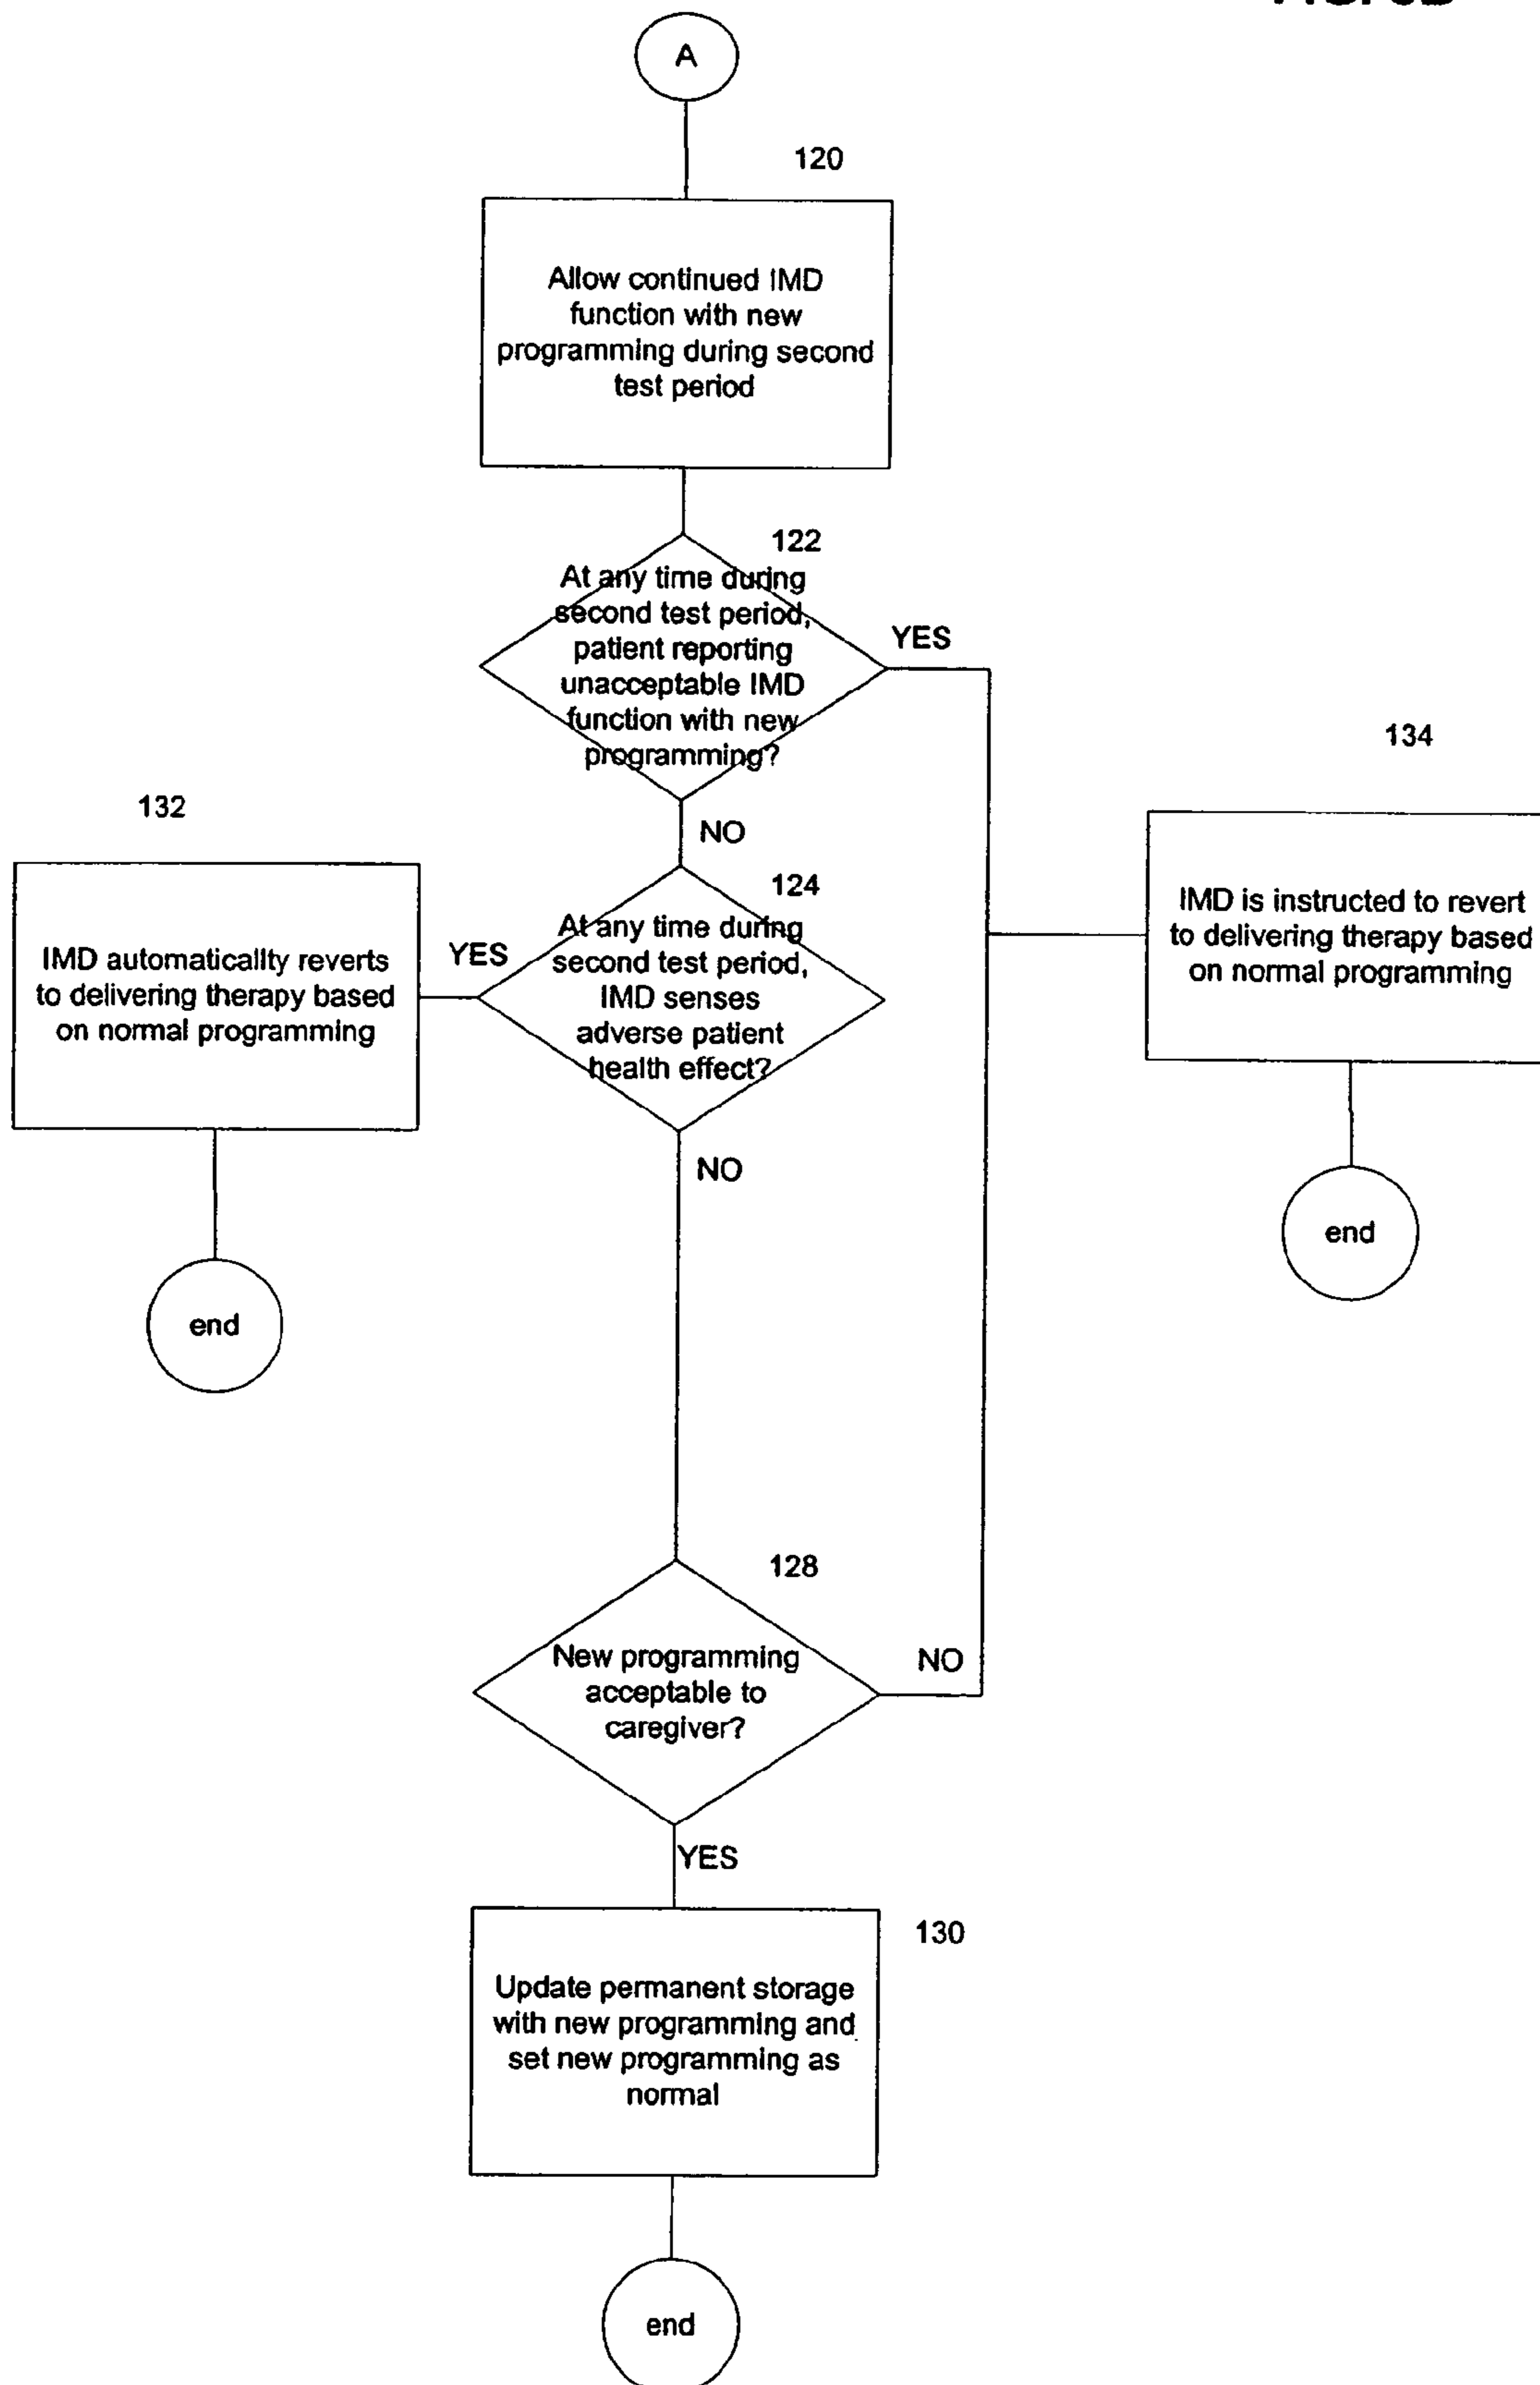 A
120
Allow continued IMD
function with new
programming during second
test period
122
At any time during
second test period,
patient reporting
unacceptable IMD
function with new
programming?
YES
NO
134
IMD is instructed to revert
to delivering therapy based
on normal programming
end
132
IMD automaticallty reverts
to delivering therapy based
on normal programming
end
YES
124
At any time during
second test period,
IMD senses
adverse patient
health effect?
NO
128
New programming
acceptable to
caregiver?
NO
YES
130
Update permanent storage
with new programming and
set new programming as
normal
end